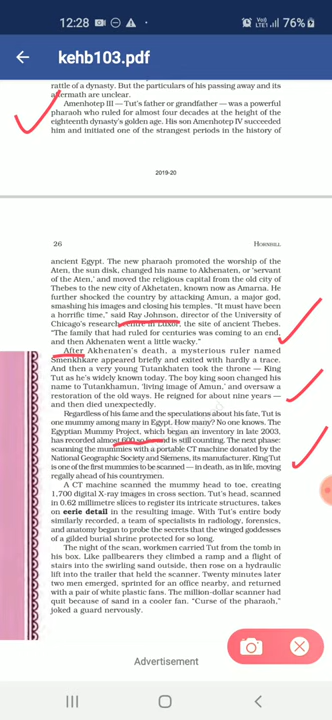 12:28
76%
kehb103.pdf
rattle of a dynasty. But the particulars of his passing away and its
aftermath are unclear.
Amenhotep III — Tut's father or grandfather — was a powerful
pharaoh who ruled for almost four decades at the height of the
eighteenth dynasty's golden age. His son Amenhotep IV succeeded
him and initiated one of the strangest periods in the history of
2019-20
26 HORNBILL
ancient Egypt. The new pharaoh promoted the worship of the
Aten, the sun disk, changed his name to Akhenaten, or 'servant
of the Aten,' and moved the religious capital from the old city of
Thebes to the new city of Akhetaten, known now as Amarna. He
further shocked the country by attacking Amun, a major god,
smashing his images and closing his temples. "It must have been
a horrific time," said Ray Johnson, director of the University of
Chicago's research centre in Luxor, the site of ancient Thebes.
"The family that had ruled for centuries was coming to an end,
and then Akhenaten went a little wacky."
After Akhenaten's death, a mysterious ruler named
Smenkhkare appeared briefly and exited with hardly a trace.
And then a very young Tutankhaten took the throne — King
Tut as he's widely known today. The boy king soon changed his
name to Tutankhamun, 'living image of Amun,' and oversaw a
restoration of the old ways. He reigned for about nine years —
and then died unexpectedly.
Regardless of his fame and the speculations about his fate, Tut is
one mummy among many in Egypt. How many? No one knows. The
Egyptian Mummy Project, which began an inventory in late 2003,
has recorded almost 600 so far and is still counting. The next phase:
scanning the mummies with a portable CT machine donated by the
National Geographic Society and Siemens, its manufacturer. King Tut
is one of the first mummies to be scanned — in death, as in life, moving
regally ahead of his countrymen.
A CT machine scanned the mummy head to toe, creating
1,700 digital X-ray images in cross section. Tut's head, scanned
in 0.62 millimetre slices to register its intricate structures, takes
on eerie detail in the resulting image. With Tut's entire body
similarly recorded, a team of specialists in radiology, forensics,
and anatomy began to probe the secrets that the winged goddesses
of a gilded burial shrine protected for so long.
The night of the scan, workmen carried Tut from the tomb in
his box. Like pallbearers they climbed a ramp and a flight of
stairs into the swirling sand outside, then rose on a hydraulic
lift into the trailer that held the scanner. Twenty minutes later
two men emerged, sprinted for an office nearby, and returned
with a pair of white plastic fans. The million-dollar scanner had
quit because of sand in a cooler fan. "Curse of the pharaoh,"
joked a guard nervously.
Advertisement